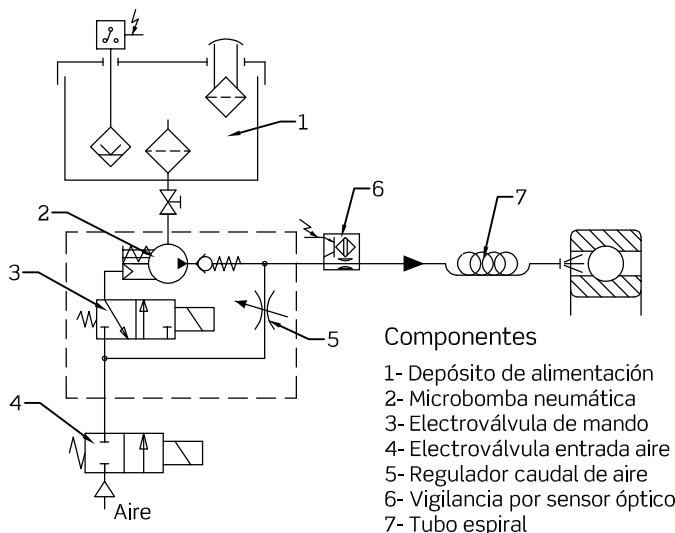 1
6
7
2
3
5
4
Aire
Componentes
1- Depósito de alimentación
2- Microbomba neumática
3- Electroválvula de mando
4- Electroválvula entrada aire
5- Regulador caudal de aire
6- Vigilancia por sensor óptico
7- Tubo espiral